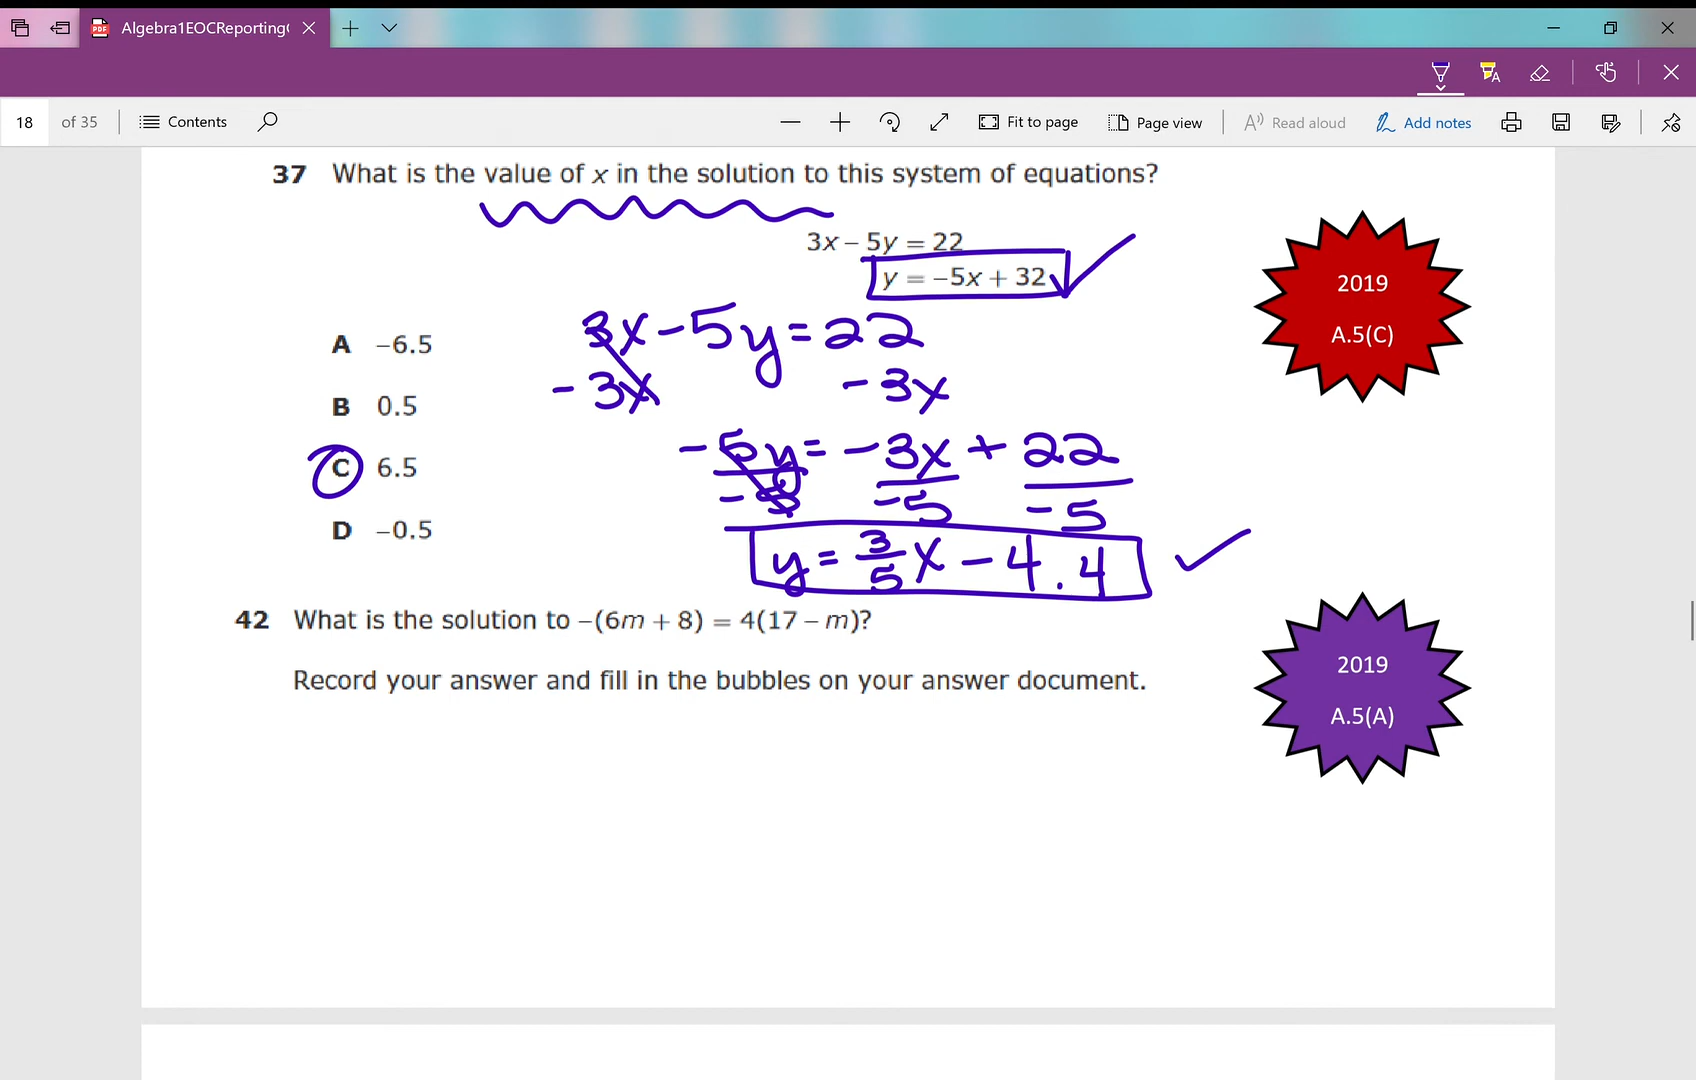 PDF Algebra1EOCReporting(
18 of 35 Contents Fit to page Page view A Read aloud Add notes
37 What is the value of x in the solution to this system of equations?
3x – 5y = 22
y = –5x + 32
2019
A.5(C)
A –6.5
B 0.5
C 6.5
D –0.5
3x - 5y = 22
- 3x - 3x
- 5y = - 3x + 22
- 5 - 5 - 5
y = 3/5 x - 4.4
42 What is the solution to –(6m + 8) = 4(17 – m)?
Record your answer and fill in the bubbles on your answer document.
2019
A.5(A)